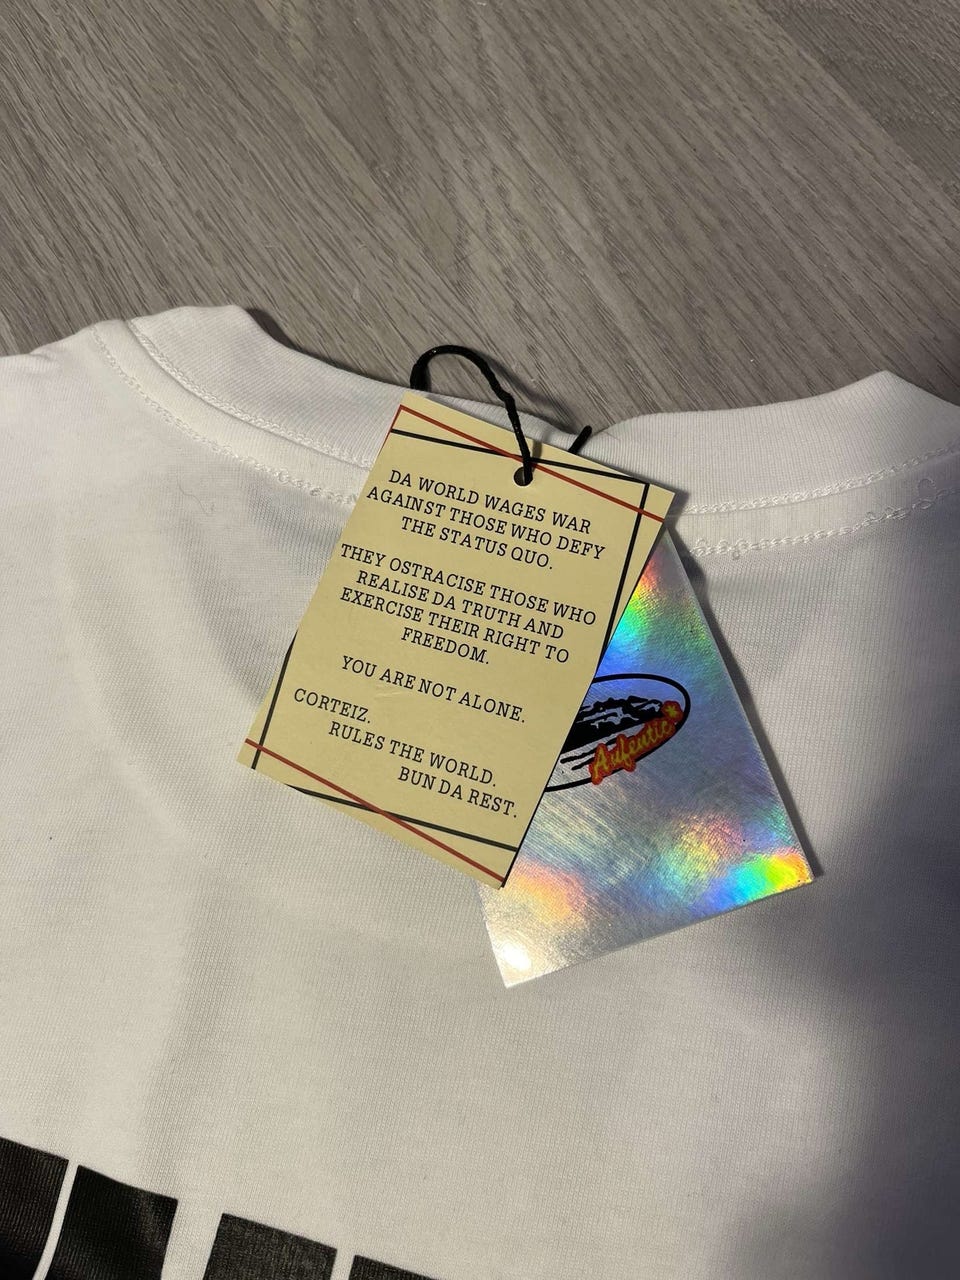 DA WORLD WAGES WAR
AGAINST THOSE WHO DEFY
THE STATUS QUO.
THEY OSTRACISE THOSE WHO
REALISE DA TRUTH AND
EXERCISE THEIR RIGHT TO
FREEDOM.
YOU ARE NOT ALONE.
CORTEIZ.
RULES THE WORLD.
BUN DA REST.
Aufentic